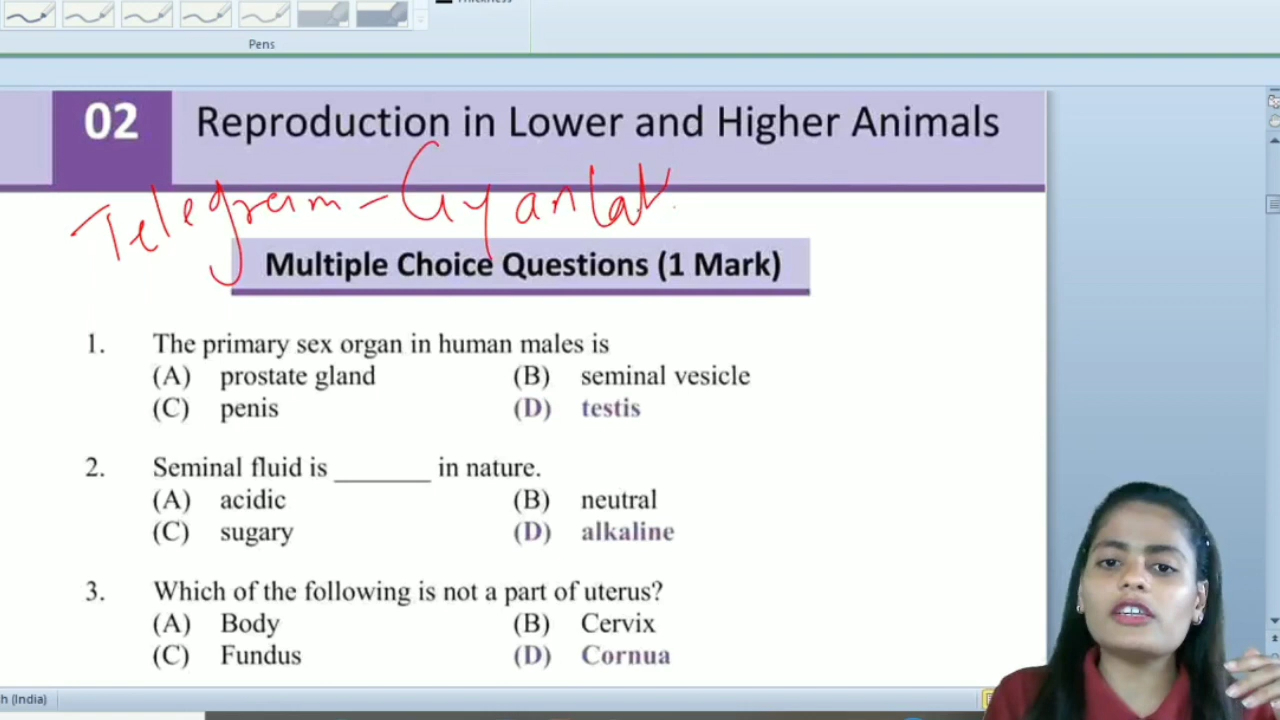 Pens
02 Reproduction in Lower and Higher Animals
Telegram - Gyanlab
Multiple Choice Questions (1 Mark)
1. The primary sex organ in human males is
(A) prostate gland (B) seminal vesicle
(C) penis (D) testis
2. Seminal fluid is _______ in nature.
(A) acidic (B) neutral
(C) sugary (D) alkaline
3. Which of the following is not a part of uterus?
(A) Body (B) Cervix
(C) Fundus (D) Cornua
h (India)